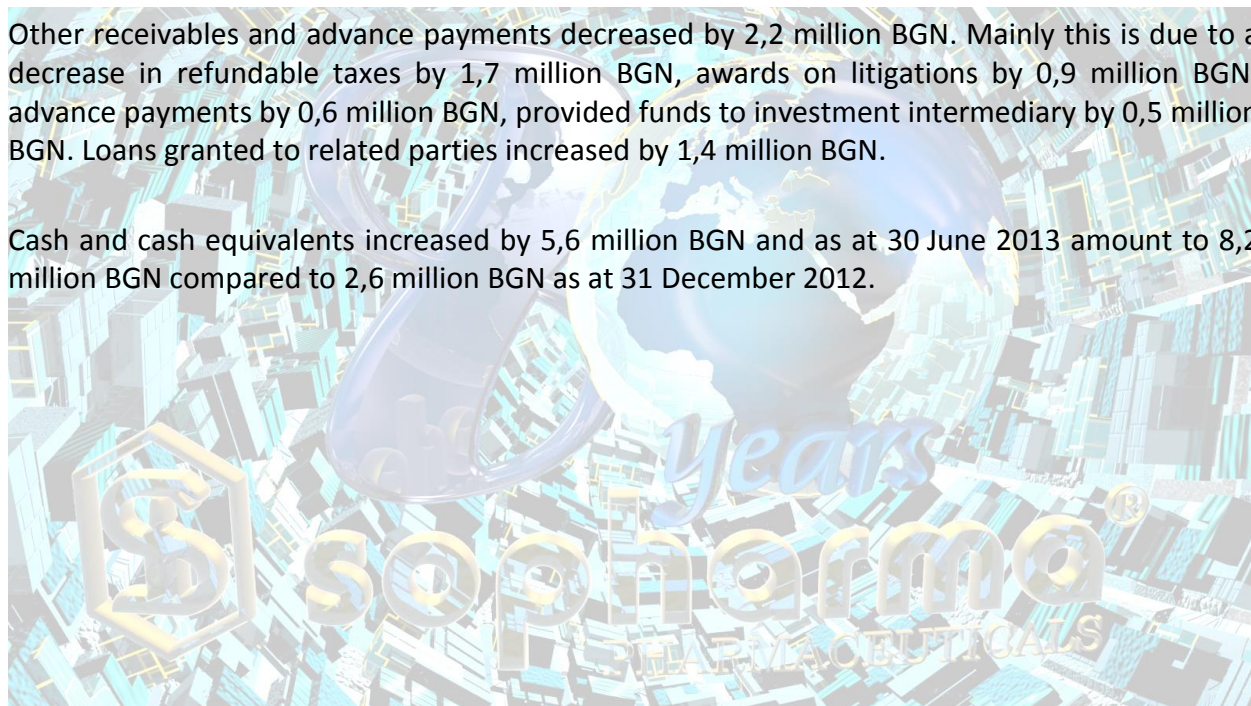 Other receivables and advance payments decreased by 2,2 million BGN. Mainly this is due to a
decrease in refundable taxes by 1,7 million BGN, awards on litigations by 0,9 million BGN
advance payments by 0,6 million BGN, provided funds to investment intermediary by 0,5 million
BGN. Loans granted to related parties increased by 1,4 million BGN.
Cash and cash equivalents increased by 5,6 million BGN and as at 30 June 2013 amount to 8,2
million BGN compared to 2,6 million BGN as at 31 December 2012.
80
years
S sopharma ®
PHARMACEUTICALS